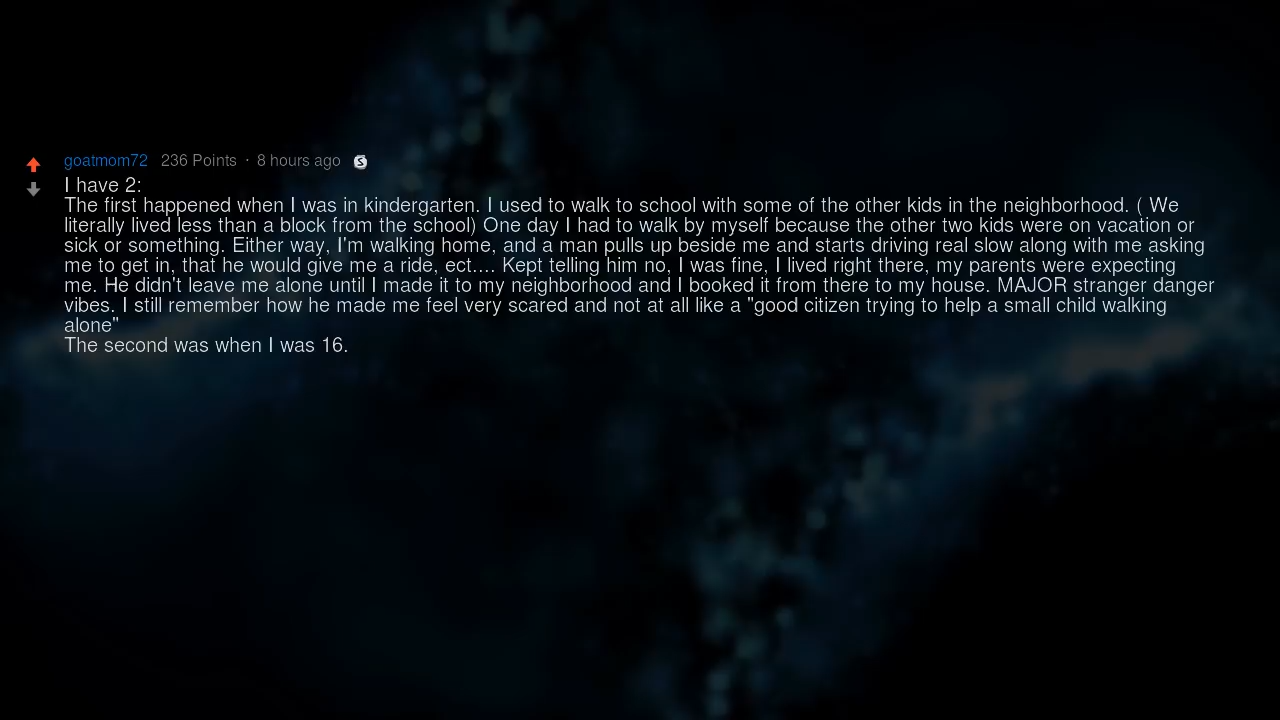 goatmom72 236 Points · 8 hours ago S
I have 2:
The first happened when I was in kindergarten. I used to walk to school with some of the other kids in the neighborhood. ( We
literally lived less than a block from the school) One day I had to walk by myself because the other two kids were on vacation or
sick or something. Either way, I'm walking home, and a man pulls up beside me and starts driving real slow along with me asking
me to get in, that he would give me a ride, ect.... Kept telling him no, I was fine, I lived right there, my parents were expecting
me. He didn't leave me alone until I made it to my neighborhood and I booked it from there to my house. MAJOR stranger danger
vibes. I still remember how he made me feel very scared and not at all like a "good citizen trying to help a small child walking
alone"
The second was when I was 16.